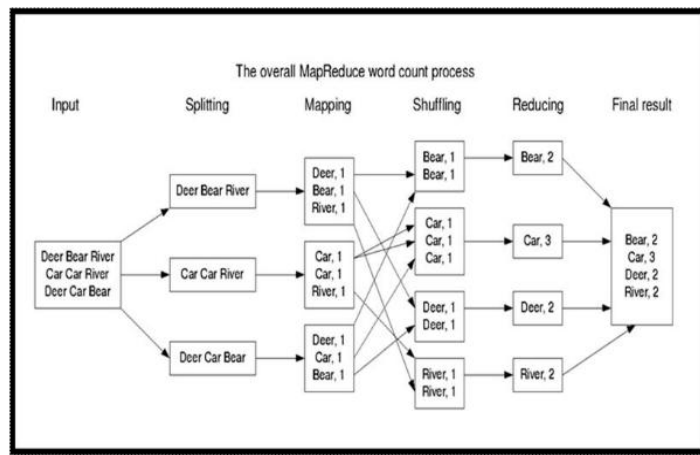 The overall MapReduce word count process
Input
Splitting
Mapping
Shuffling
Reducing
Final result
Deer Bear River
Car Car River
Deer Car Bear
Deer Bear River
Car Car River
Deer Car Bear
Deer, 1
Bear, 1
River, 1
Car, 1
Car, 1
River, 1
Deer, 1
Car, 1
Bear, 1
Bear, 1
Bear, 1
Car, 1
Car, 1
Car, 1
Deer, 1
Deer, 1
River, 1
River, 1
Bear, 2
Car, 3
Deer, 2
River, 2
Bear, 2
Car, 3
Deer, 2
River, 2